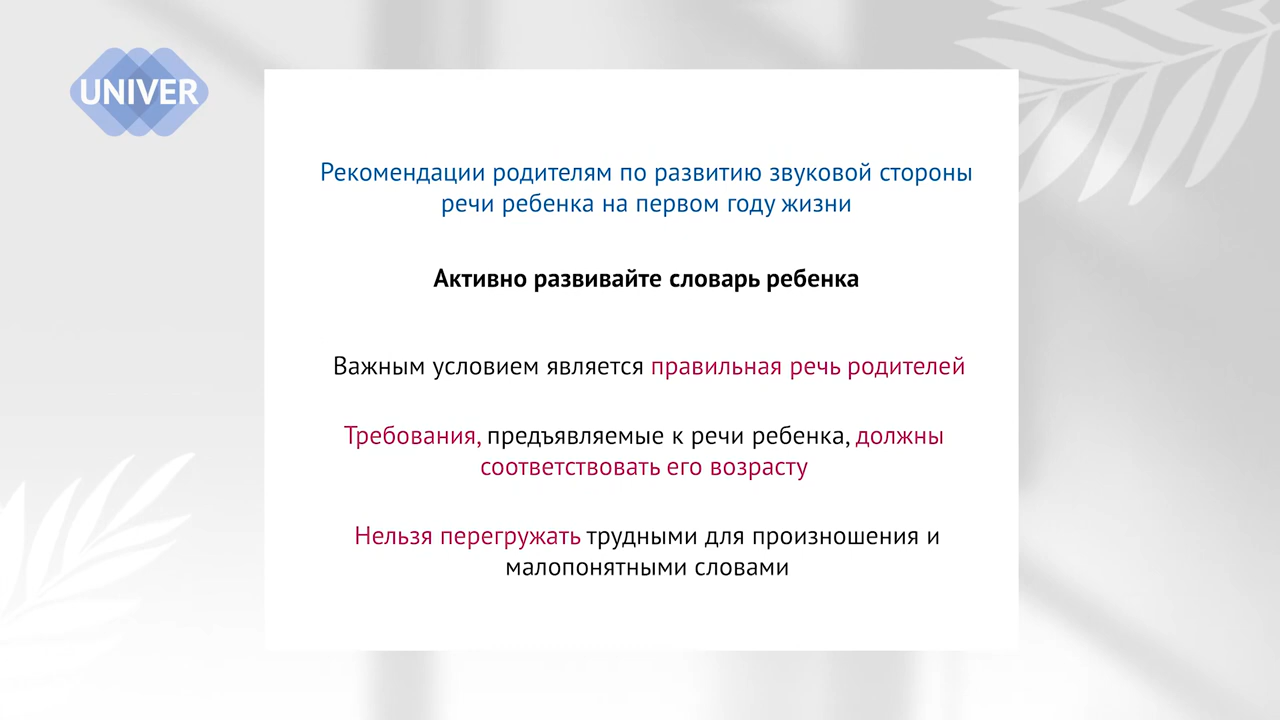 UNIVER
Рекомендации родителям по развитию звуковой стороны
речи ребенка на первом году жизни
Активно развивайте словарь ребенка
Важным условием является правильная речь родителей
Требования, предъявляемые к речи ребенка, должны
соответствовать его возрасту
Нельзя перегружать трудными для произношения и
малопонятными словами